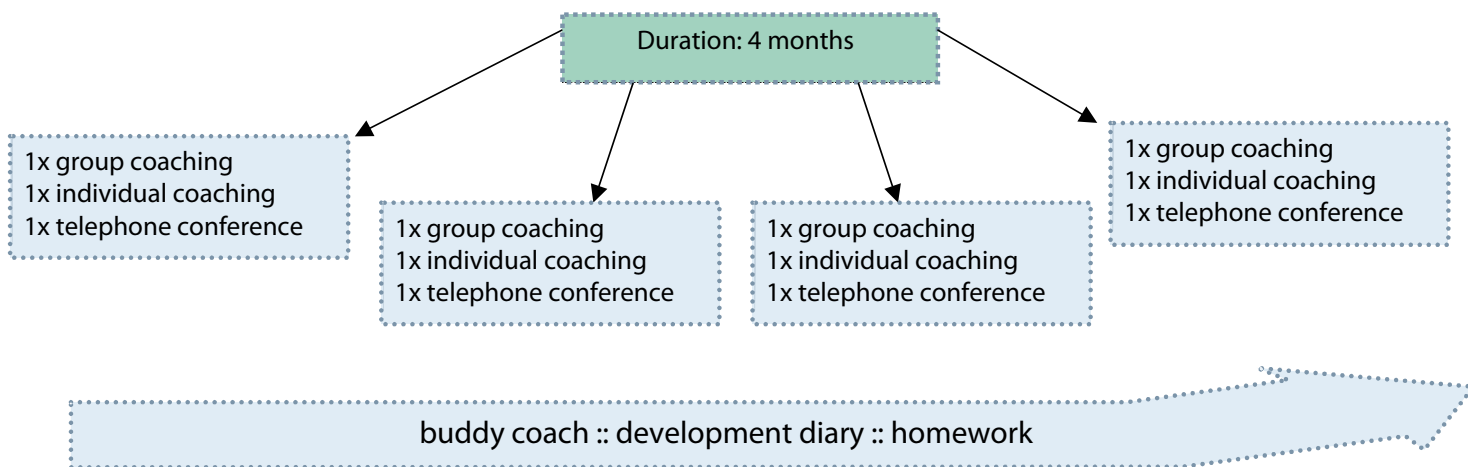 Duration: 4 months
1x group coaching
1x individual coaching
1x telephone conference
1x group coaching
1x individual coaching
1x telephone conference
1x group coaching
1x individual coaching
1x telephone conference
1x group coaching
1x individual coaching
1x telephone conference
buddy coach :: development diary :: homework